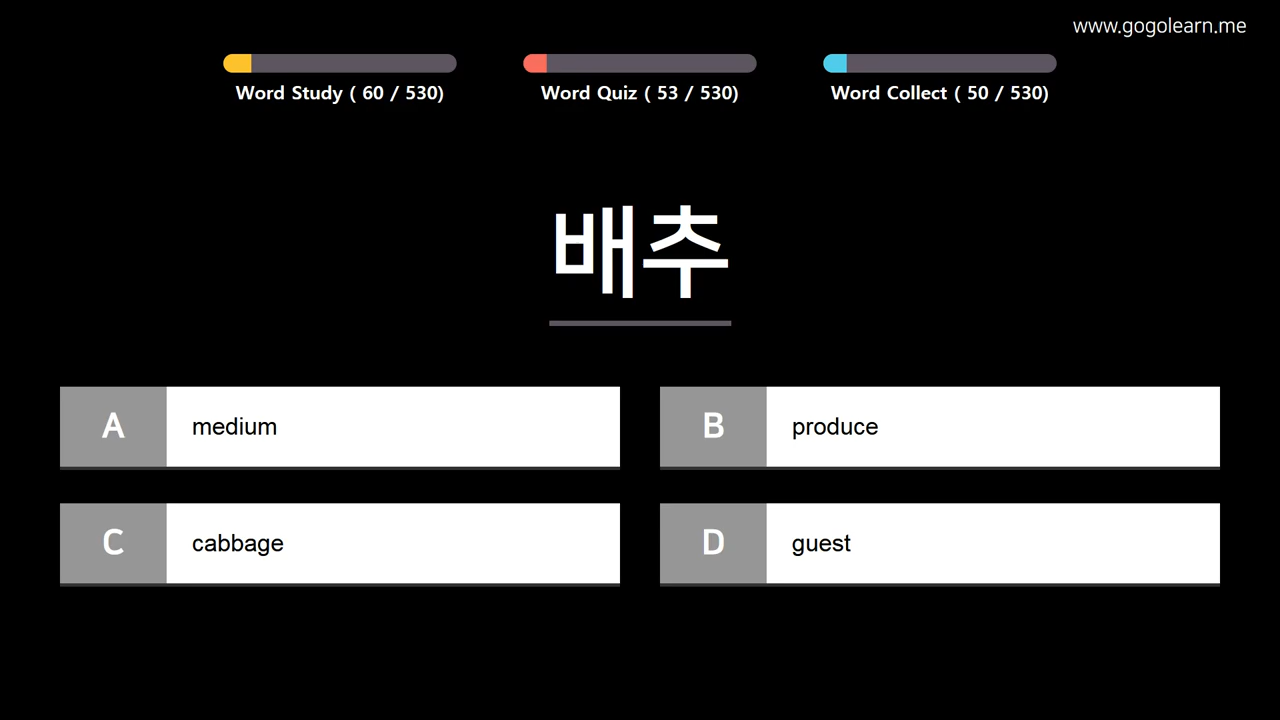 www.gogolearn.me
Word Study ( 60 / 530)
Word Quiz ( 53 / 530)
Word Collect ( 50 / 530)
배추
A medium
B produce
C cabbage
D guest